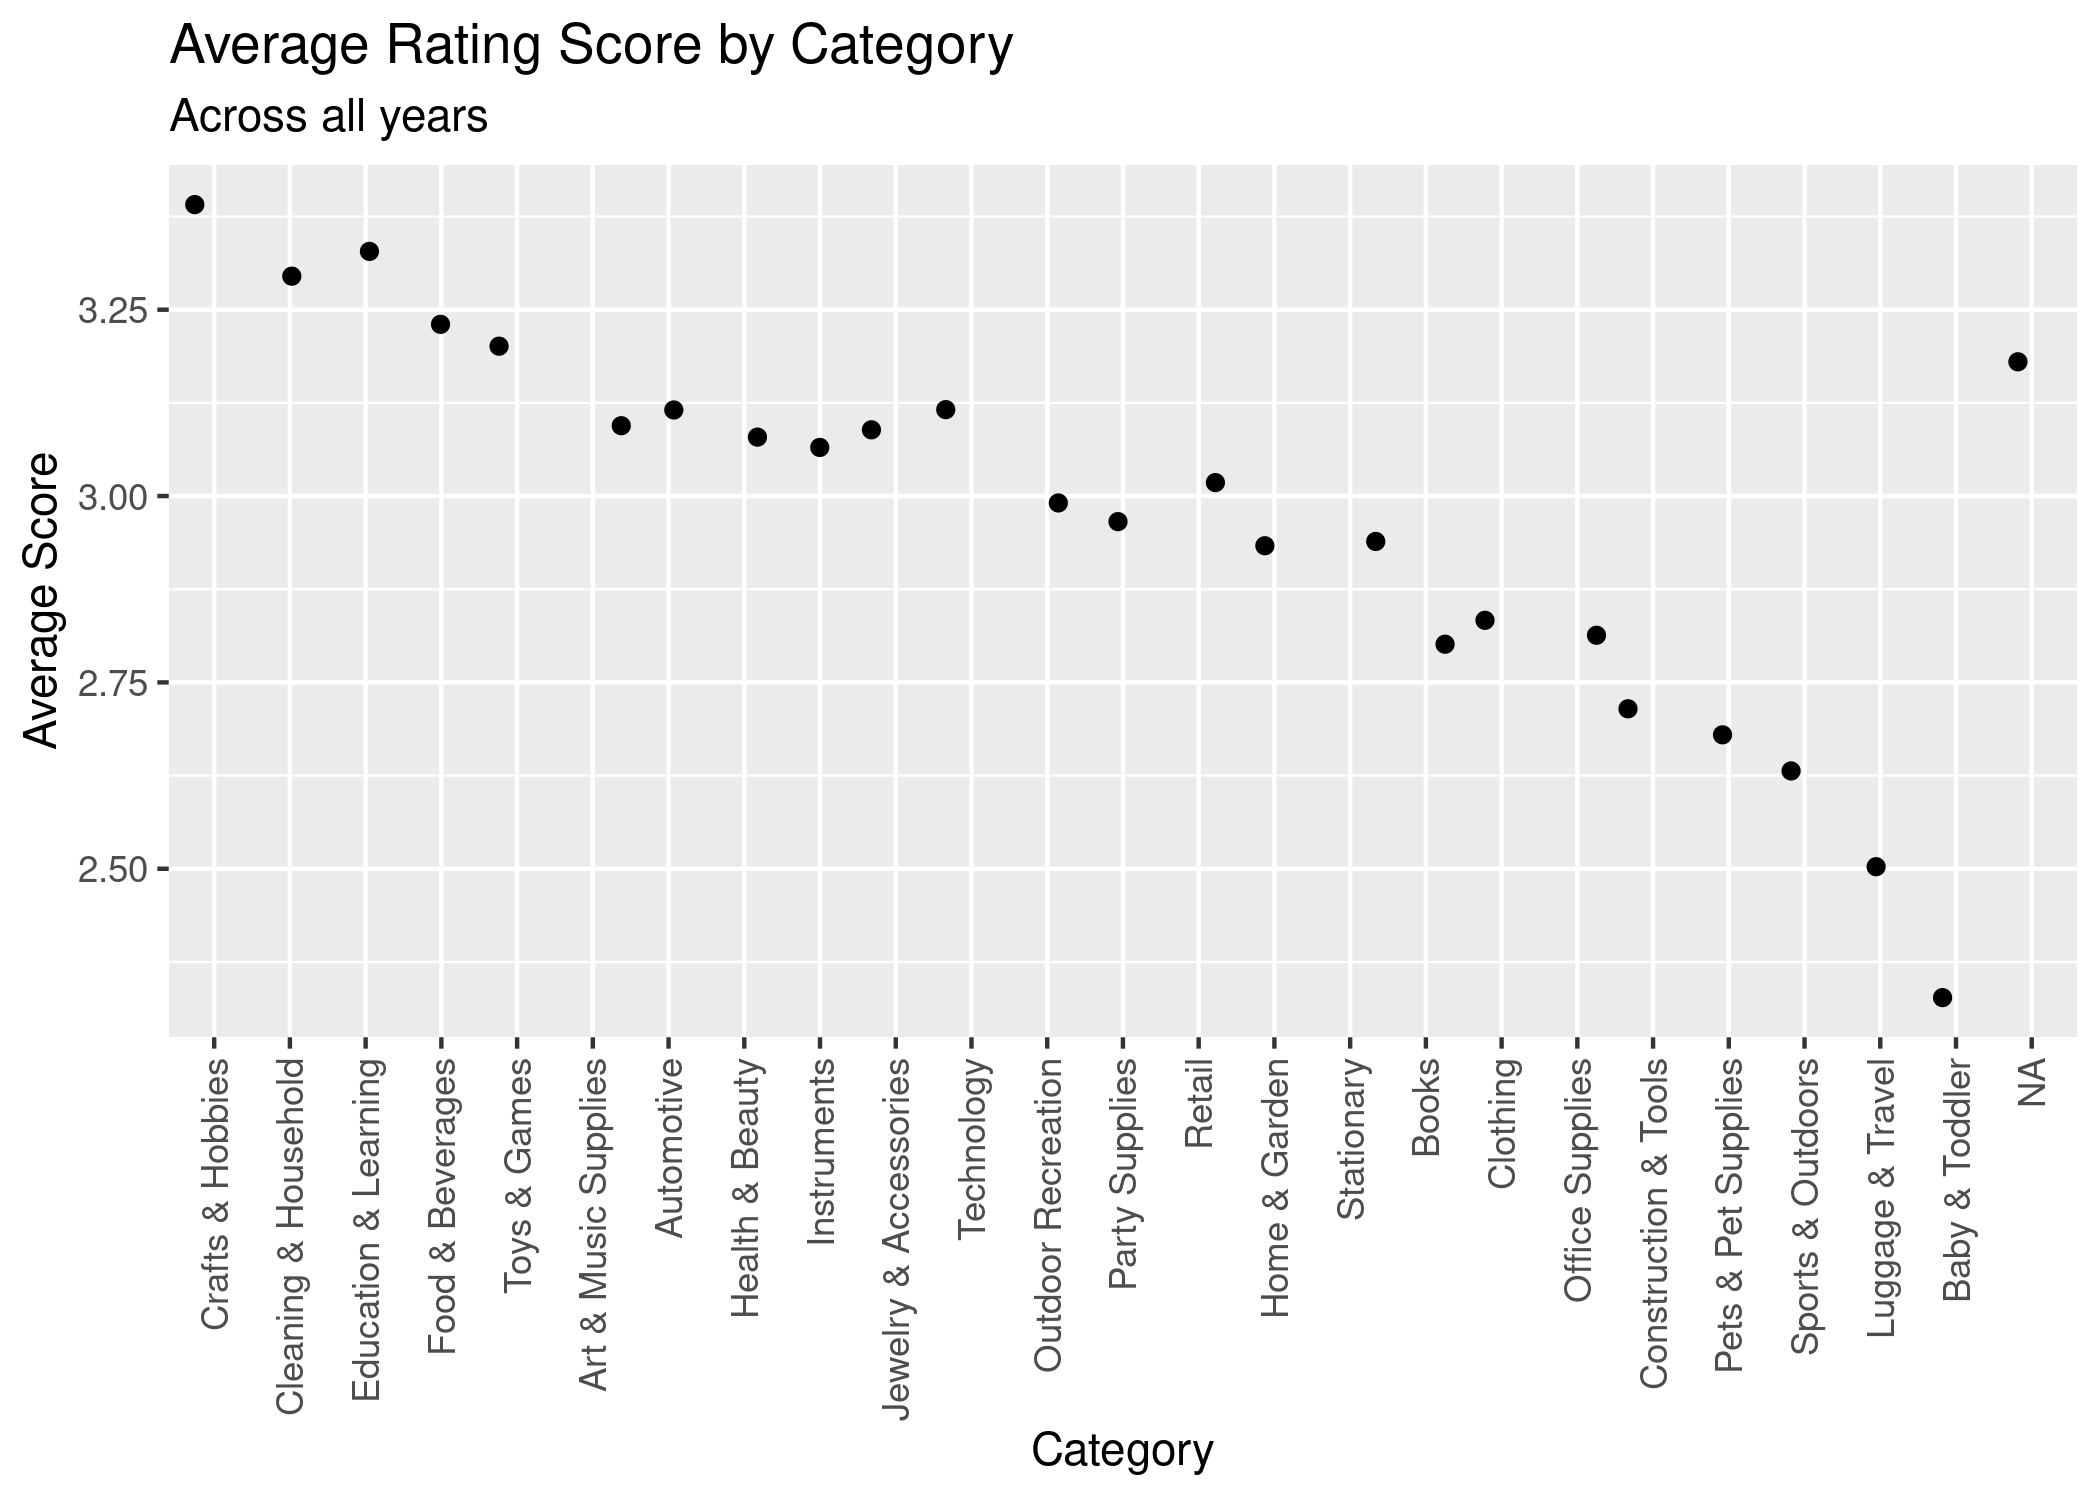 Average Rating Score by Category
Across all years
Average Score
3.25
3.00
2.75
2.50
Crafts & Hobbies
Cleaning & Household
Education & Learning
Food & Beverages
Toys & Games
Art & Music Supplies
Automotive
Health & Beauty
Instruments
Jewelry & Accessories
Technology
Outdoor Recreation
Party Supplies
Retail
Home & Garden
Stationary
Books
Clothing
Office Supplies
Construction & Tools
Pets & Pet Supplies
Sports & Outdoors
Luggage & Travel
Baby & Toddler
NA
Category